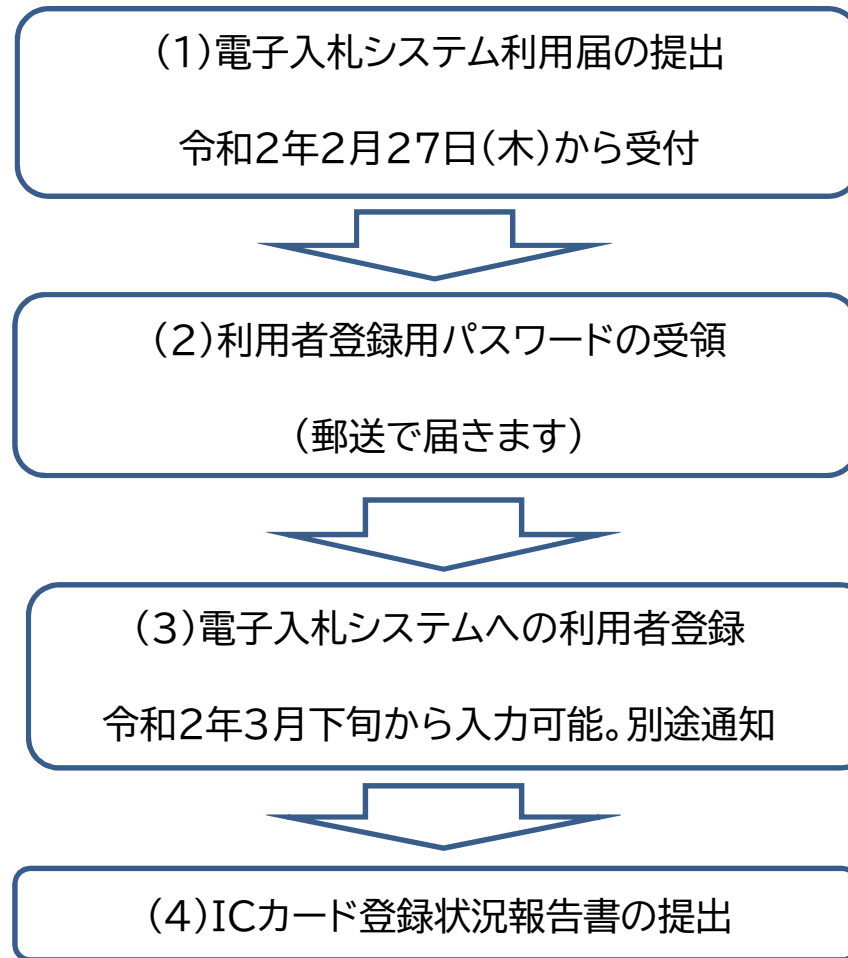 (1)電子入札システム利用届の提出
令和2年2月27日(木)から受付
(2)利用者登録用パスワードの受領
(郵送で届きます)
(3)電子入札システムへの利用者登録
令和2年3月下旬から入力可能。別途通知
(4)ICカード登録状況報告書の提出